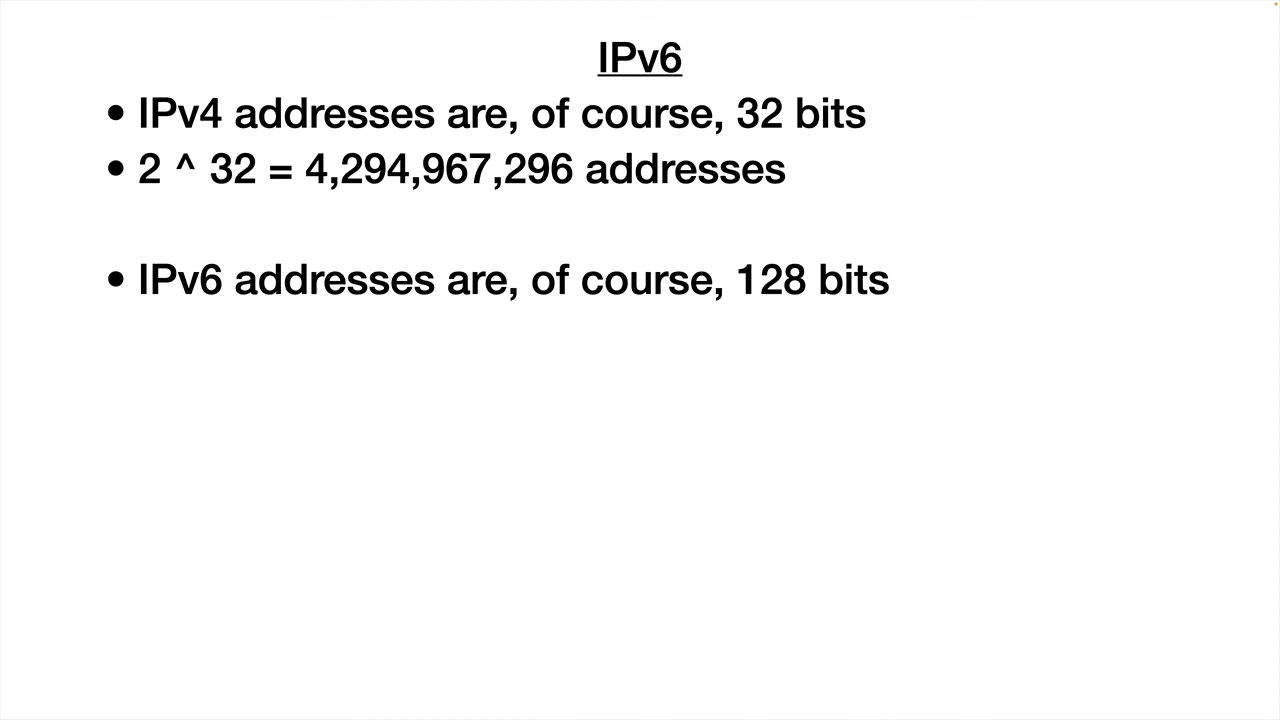 IPv6
• IPv4 addresses are, of course, 32 bits
• 2 ^ 32 = 4,294,967,296 addresses
• IPv6 addresses are, of course, 128 bits